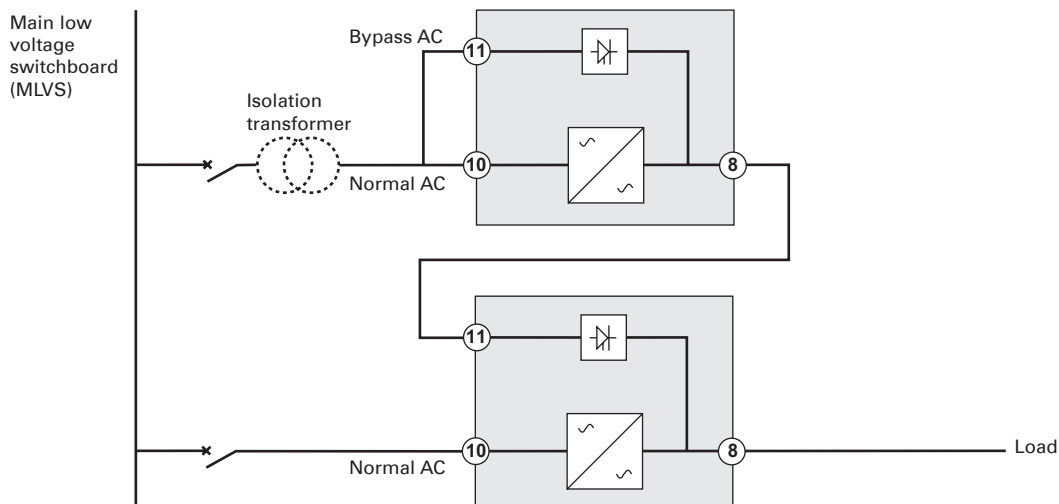 Main low
voltage
switchboard
(MLVS)
Bypass AC
11
Isolation
transformer
10
8
Normal AC
11
10
8
Load
Normal AC